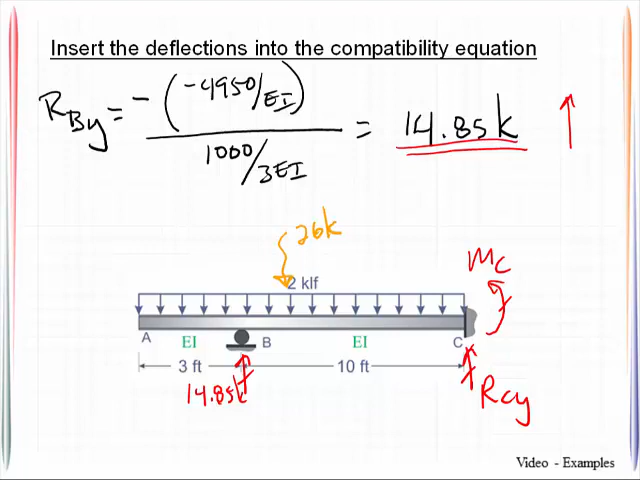 Insert the deflections into the compatibility equation
R_By = -(-4950/EI) / (1000/3EI) = 14.85k ↑
26k
2 klf
Mc
A EI B EI C
3 ft 10 ft
14.85k
Rcy
Video - Examples